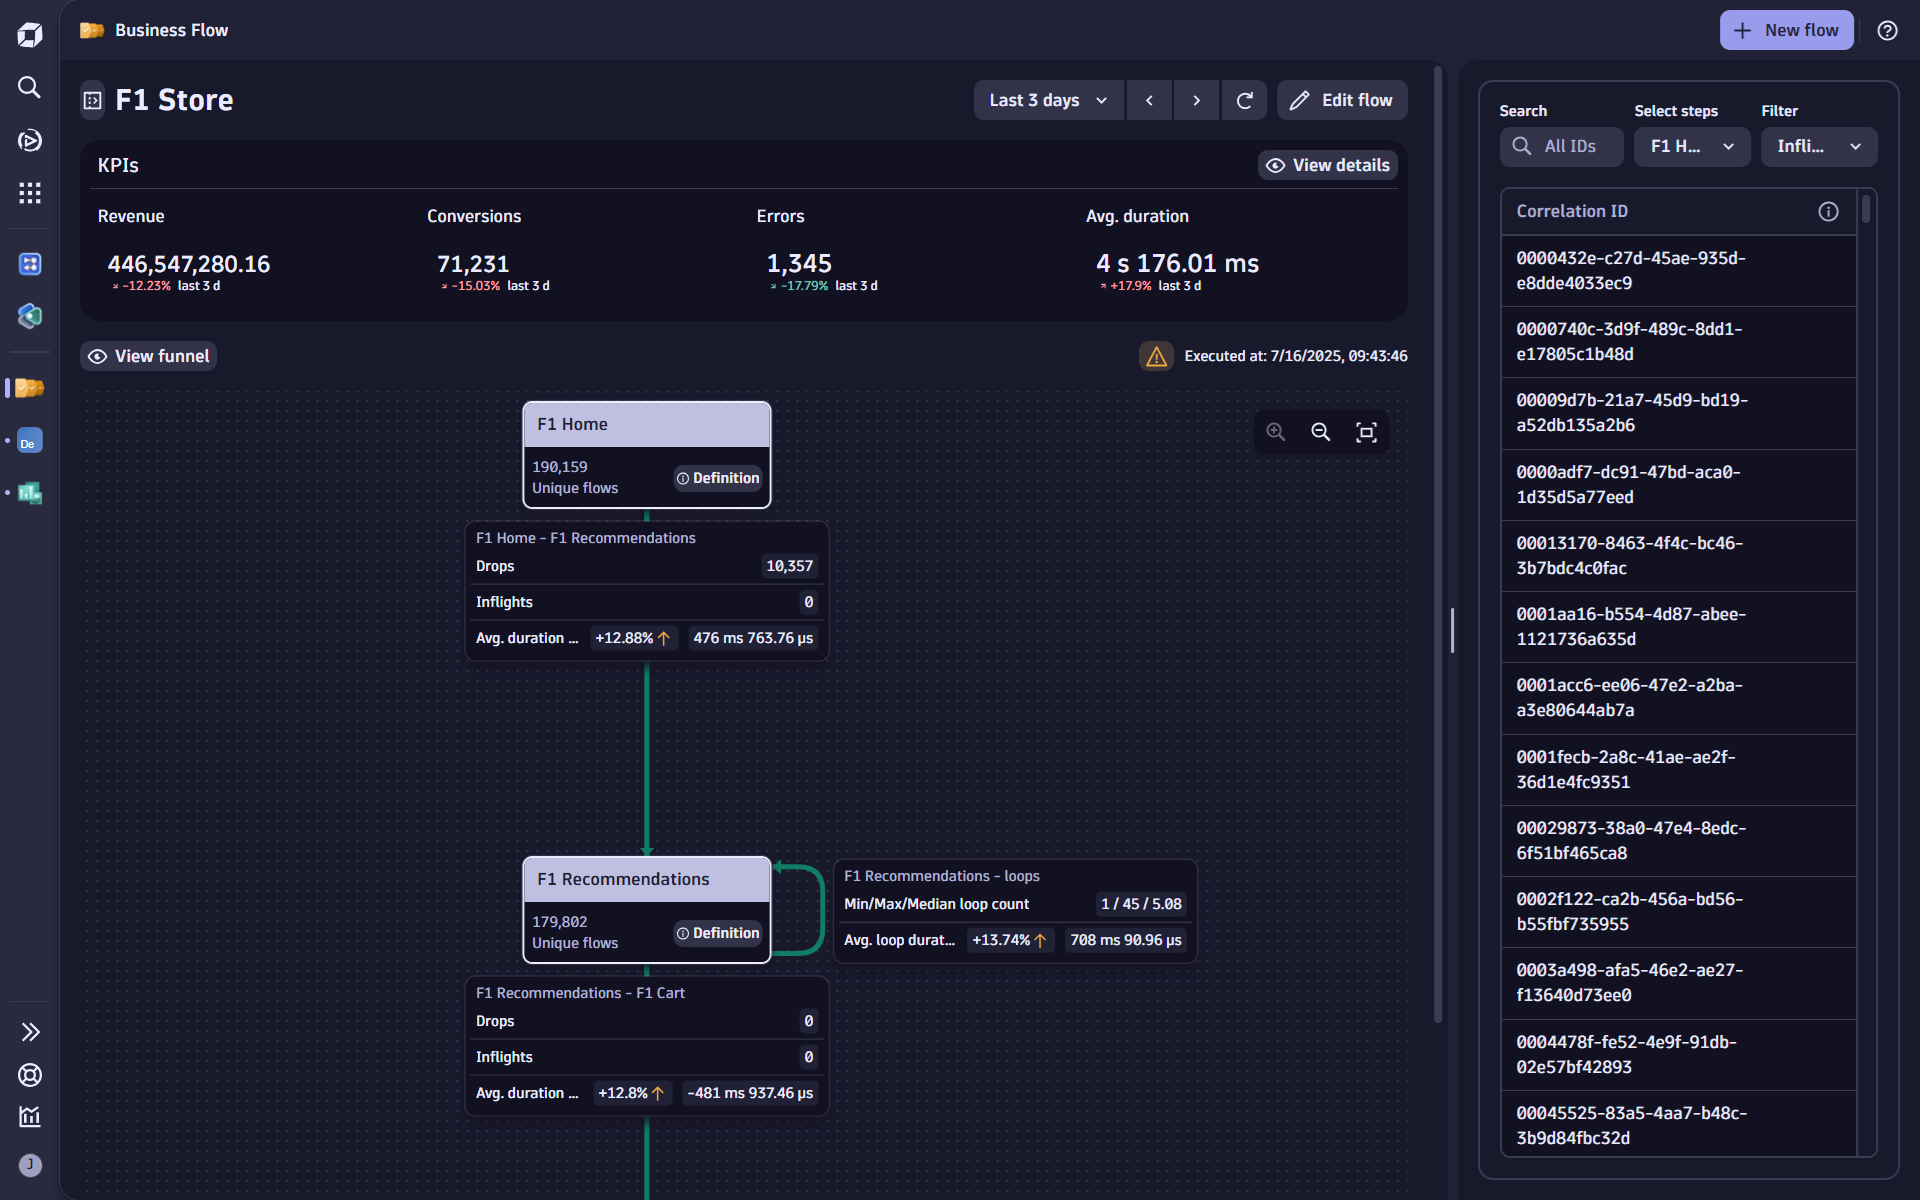 Business Flow
New flow
F1 Store
Last 3 days
Edit flow
KPIs
View details
Revenue
446,547,280.16
-12.23% last 3 d
Conversions
71,231
-15.03% last 3 d
Errors
1,345
-17.79% last 3 d
Avg. duration
4 s 176.01 ms
+17.9% last 3 d
View funnel
Executed at: 7/16/2025, 09:43:46
F1 Home
190,159
Unique flows
Definition
F1 Home - F1 Recommendations
Drops
10,357
Inflights
0
Avg. duration ...
+12.88%
476 ms 763.76 µs
F1 Recommendations
179,802
Unique flows
Definition
F1 Recommendations - loops
Min/Max/Median loop count
1 / 45 / 5.08
Avg. loop durat...
+13.74%
708 ms 90.96 µs
F1 Recommendations - F1 Cart
Drops
0
Inflights
0
Avg. duration ...
+12.8%
-481 ms 937.46 µs
Search
All IDs
Select steps
F1 H...
Filter
Infli...
Correlation ID
0000432e-c27d-45ae-935d-
e8dde4033ec9
0000740c-3d9f-489c-8dd1-
e17805c1b48d
00009d7b-21a7-45d9-bd19-
a52db135a2b6
0000adf7-dc91-47bd-aca0-
1d35d5a77eed
00013170-8463-4f4c-bc46-
3b7bdc4c0fac
0001aa16-b554-4d87-abee-
1121736a635d
0001acc6-ee06-47e2-a2ba-
a3e80644ab7a
0001fecb-2a8c-41ae-ae2f-
36d1e4fc9351
00029873-38a0-47e4-8edc-
6f51bf465ca8
0002f122-ca2b-456a-bd56-
b55fbf735955
0003a498-afa5-46e2-ae27-
f13640d73ee0
0004478f-fe52-4e9f-91db-
02e57bf42893
00045525-83a5-4aa7-b48c-
3b9d84fbc32d
De
J